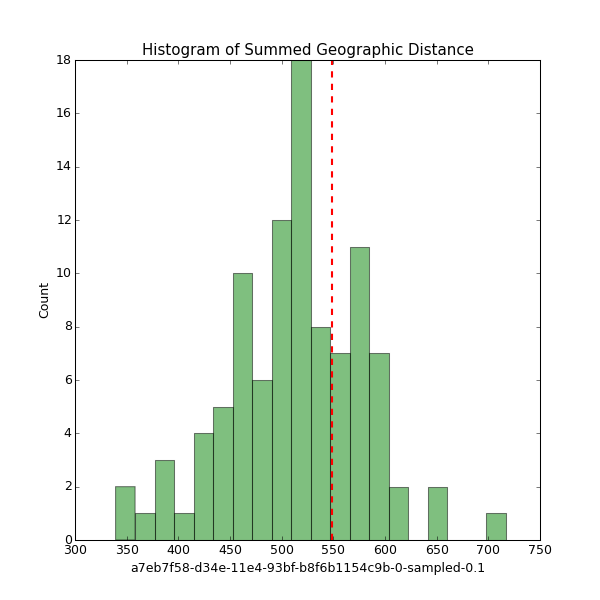 Histogram of Summed Geographic Distance
18
16
14
12
10
8
6
4
2
0
Count
300 350 400 450 500 550 600 650 700 750
a7eb7f58-d34e-11e4-93bf-b8f6b1154c9b-0-sampled-0.1